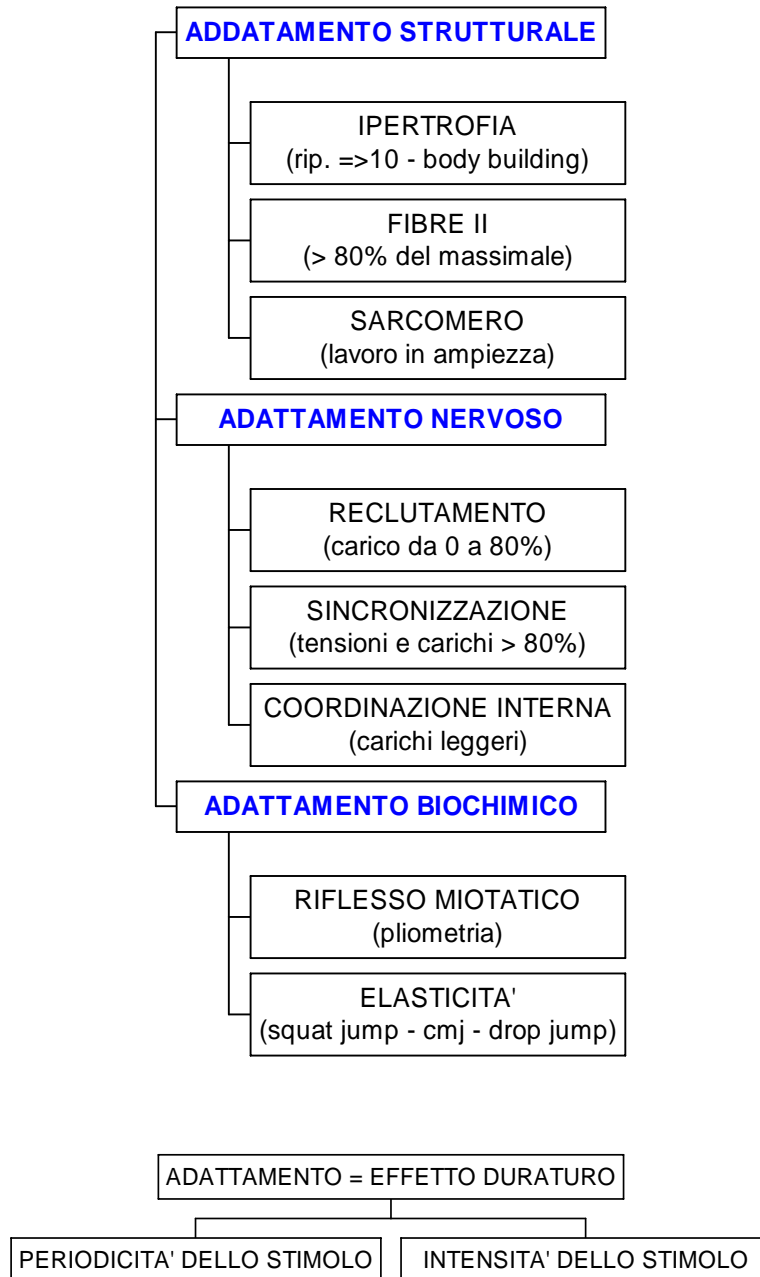 ADDATAMENTO STRUTTURALE
IPERTROFIA
(rip. =>10 - body building)
FIBRE II
(> 80% del massimale)
SARCOMERO
(lavoro in ampiezza)
ADATTAMENTO NERVOSO
RECLUTAMENTO
(carico da 0 a 80%)
SINCRONIZZAZIONE
(tensioni e carichi > 80%)
COORDINAZIONE INTERNA
(carichi leggeri)
ADATTAMENTO BIOCHIMICO
RIFLESSO MIOTATICO
(pliometria)
ELASTICITA'
(squat jump - cmj - drop jump)
ADATTAMENTO = EFFETTO DURATURO
PERIODICITA' DELLO STIMOLO
INTENSITA' DELLO STIMOLO